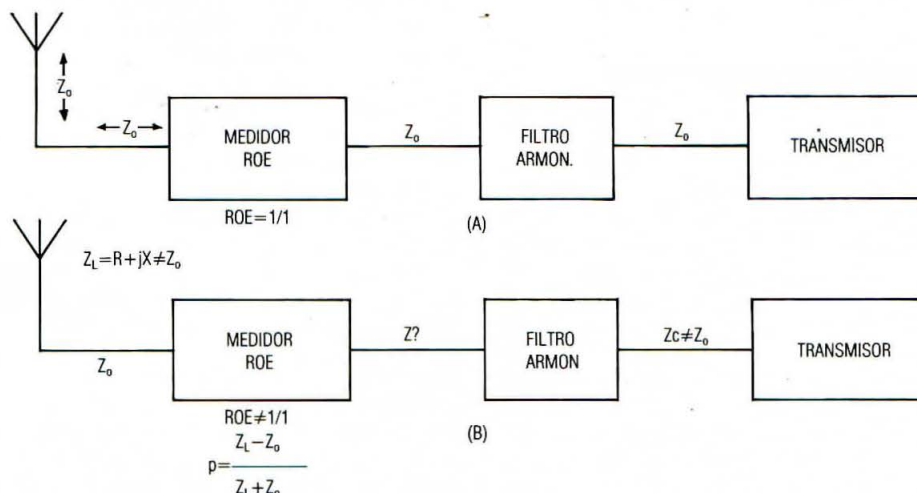 Z₀
Z₀
MEDIDOR
ROE
ROE=1/1
Z₀
FILTRO
ARMON.
Z₀
TRANSMISOR
(A)
Z_L=R+jX≠Z₀
Z₀
MEDIDOR
ROE
ROE≠1/1
p=
Z_L−Z₀
Z_L+Z₀
Z?
FILTRO
ARMON
Zc≠Z₀
TRANSMISOR
(B)